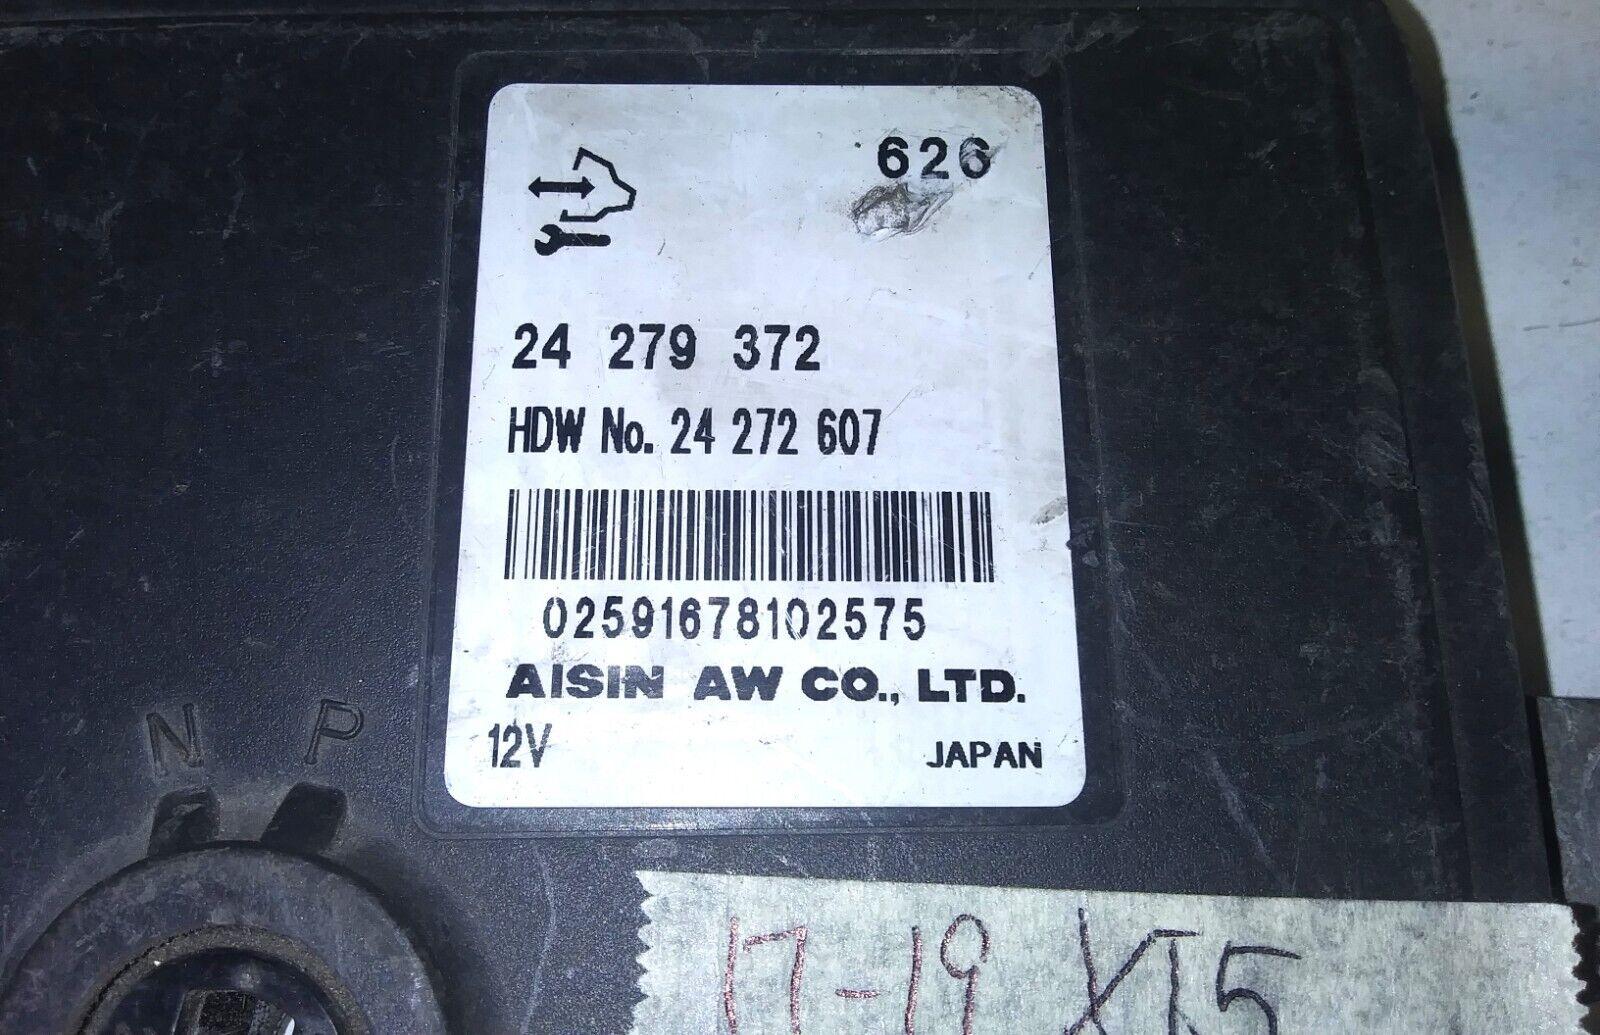 626
24 279 372
HDW No. 24 272 607
02591678102575
AISIN AW CO., LTD.
12V JAPAN
N P
17-19 XT5